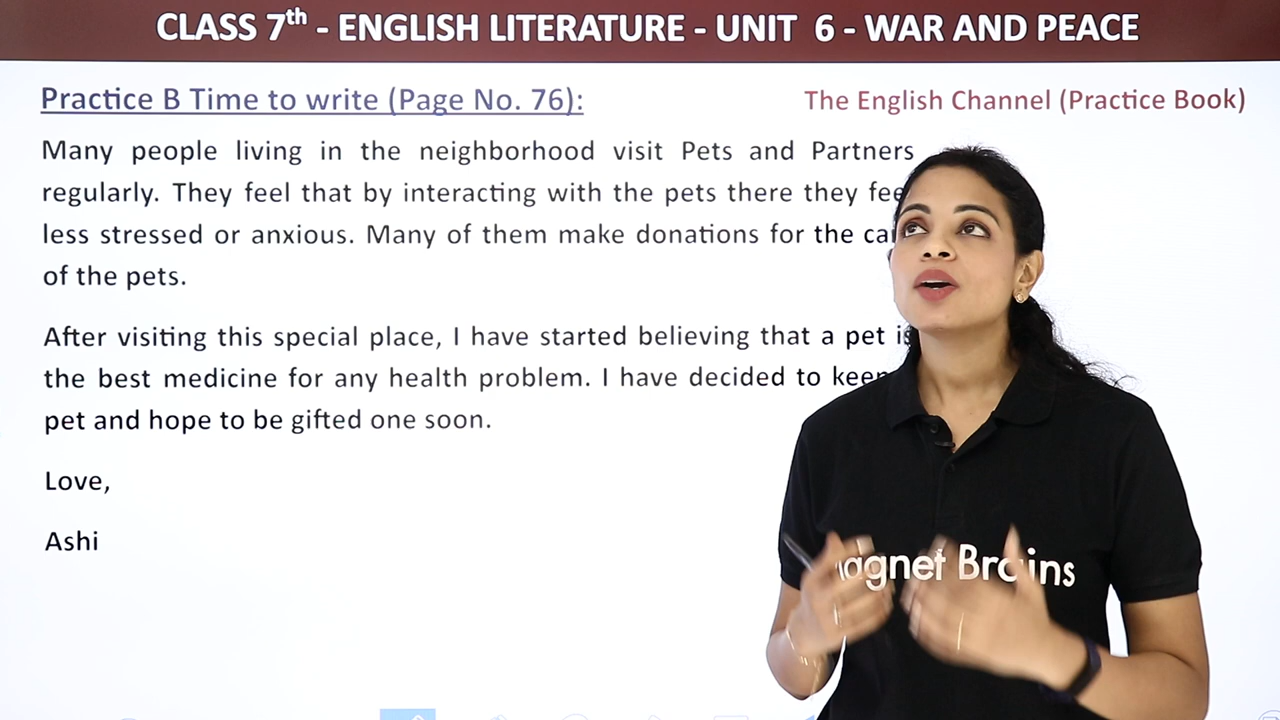 CLASS 7th - ENGLISH LITERATURE - UNIT 6 - WAR AND PEACE
Practice B Time to write (Page No. 76):
The English Channel (Practice Book)
Many people living in the neighborhood visit Pets and Partners
regularly. They feel that by interacting with the pets there they
less stressed or anxious. Many of them make donations for the
of the pets.
After visiting this special place, I have started believing that a pet is
the best medicine for any health problem. I have decided to keep
pet and hope to be gifted one soon.
Love,
Ashi
Brains